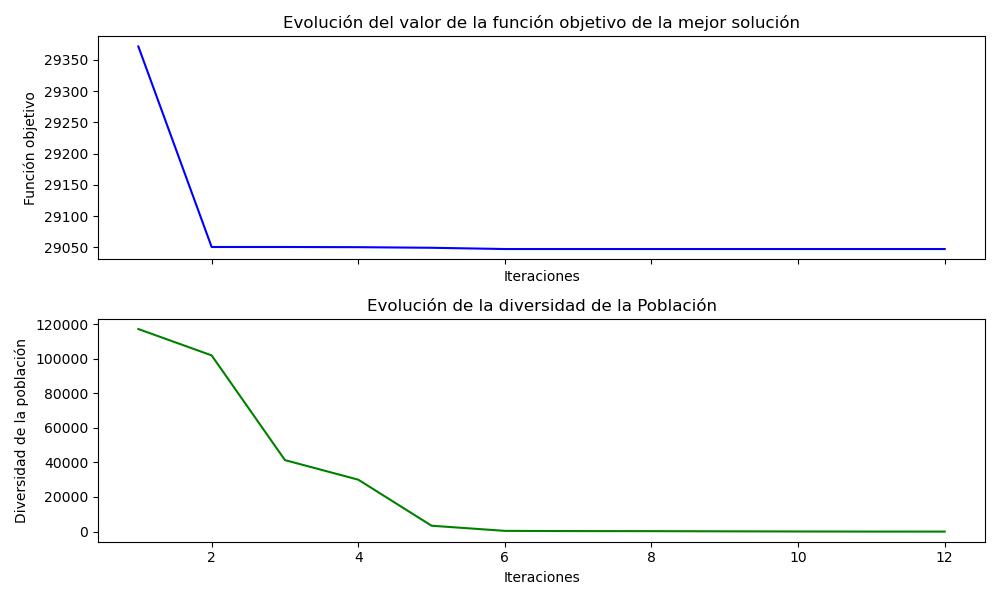 Evolución del valor de la función objetivo de la mejor solución
Función objetivo
29350
29300
29250
29200
29150
29100
29050
Iteraciones
Evolución de la diversidad de la Población
Diversidad de la población
120000
100000
80000
60000
40000
20000
0
2 4 6 8 10 12
Iteraciones